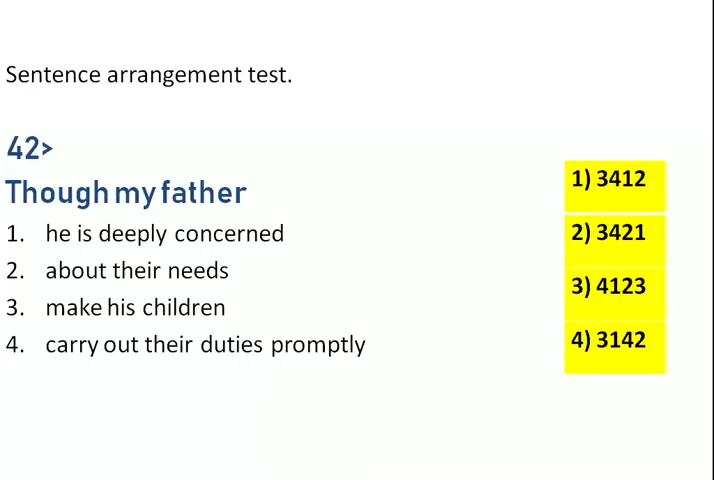 Sentence arrangement test.
42>
Though my father
1. he is deeply concerned
2. about their needs
3. make his children
4. carry out their duties promptly
1) 3412
2) 3421
3) 4123
4) 3142